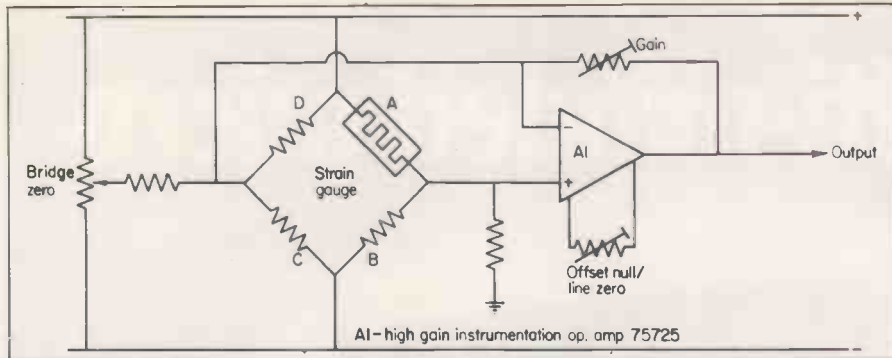 +
Gain
D
A
A1
Output
−
+
Bridge
zero
Strain
gauge
C
B
Offset null/
line zero
A1–high gain instrumentation op. amp 75725
−